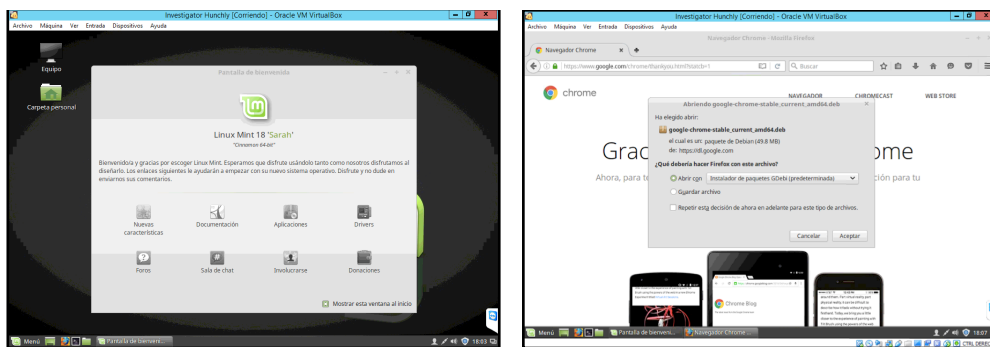 Investigator Hunchly [Corriendo] - Oracle VM VirtualBox
Archivo Máquina Ver Entrada Dispositivos Ayuda
Equipo
Carpeta personal
Pantalla de bienvenida
Linux Mint 18 'Sarah'
"Cinnamon 64-bit"
Bienvenido/a y gracias por escoger Linux Mint. Esperamos que disfrute usándolo tanto como nosotros disfrutamos al
diseñarlo. Los enlaces siguientes le ayudarán a empezar con su nuevo sistema operativo. Disfrute y no dude en
enviarnos sus comentarios.
Nuevas
características
Documentación
Aplicaciones
Drivers
Foros
Sala de chat
Involucrarse
Donaciones
Mostrar esta ventana al inicio
Menú
Pantalla de bienveni...
18:03
Investigator Hunchly [Corriendo] - Oracle VM VirtualBox
Archivo Máquina Ver Entrada Dispositivos Ayuda
Navegador Chrome - Mozilla Firefox
Navegador Chrome
https://www.google.com/chrome/thankyou.html?statcb=1
Buscar
chrome
NAVEGADOR
CHROMECAST
WEB STORE
Abriendo google-chrome-stable_current_amd64.deb
Ha elegido abrir:
google-chrome-stable_current_amd64.deb
el cual es un: paquete de Debian (49.8 MB)
de: https://dl.google.com
¿Qué debería hacer Firefox con este archivo?
Abrir con
Instalador de paquetes GDebi (predeterminada)
Guardar archivo
Repetir esta decisión de ahora en adelante para este tipo de archivos.
Cancelar
Aceptar
Grac
ome
Ahora, para t
ción para tu
Chrome Blog
Menú
Pantalla de bienveni...
Navegador Chrome ...
18:07
CTRL DEREC